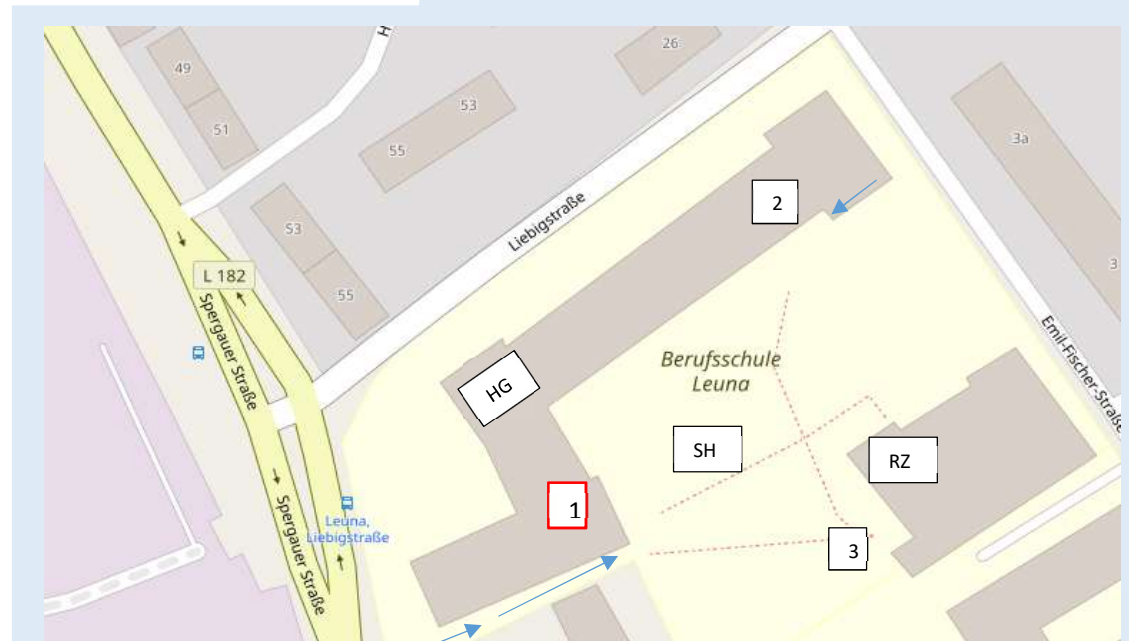 H
26
49
53
51
55
3a
2
Liebigstraße
53
L 182
55
3
Spergauer Straße
Emil-Fischer-Straße
Berufsschule
Leuna
HG
SH
RZ
1
Leuna,
Liebigstraße
Spergauer Straße
3